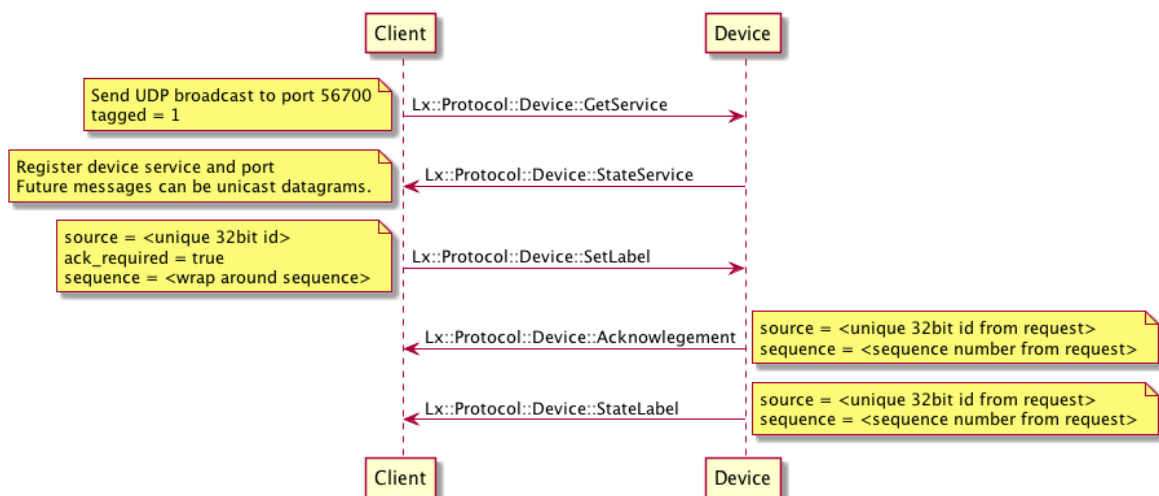 Client
Device
Send UDP broadcast to port 56700
tagged = 1
Lx::Protocol::Device::GetService
Register device service and port
Future messages can be unicast datagrams.
Lx::Protocol::Device::StateService
source = <unique 32bit id>
ack_required = true
sequence = <wrap around sequence>
Lx::Protocol::Device::SetLabel
Lx::Protocol::Device::Acknowlegement
source = <unique 32bit id from request>
sequence = <sequence number from request>
Lx::Protocol::Device::StateLabel
source = <unique 32bit id from request>
sequence = <sequence number from request>
Client
Device